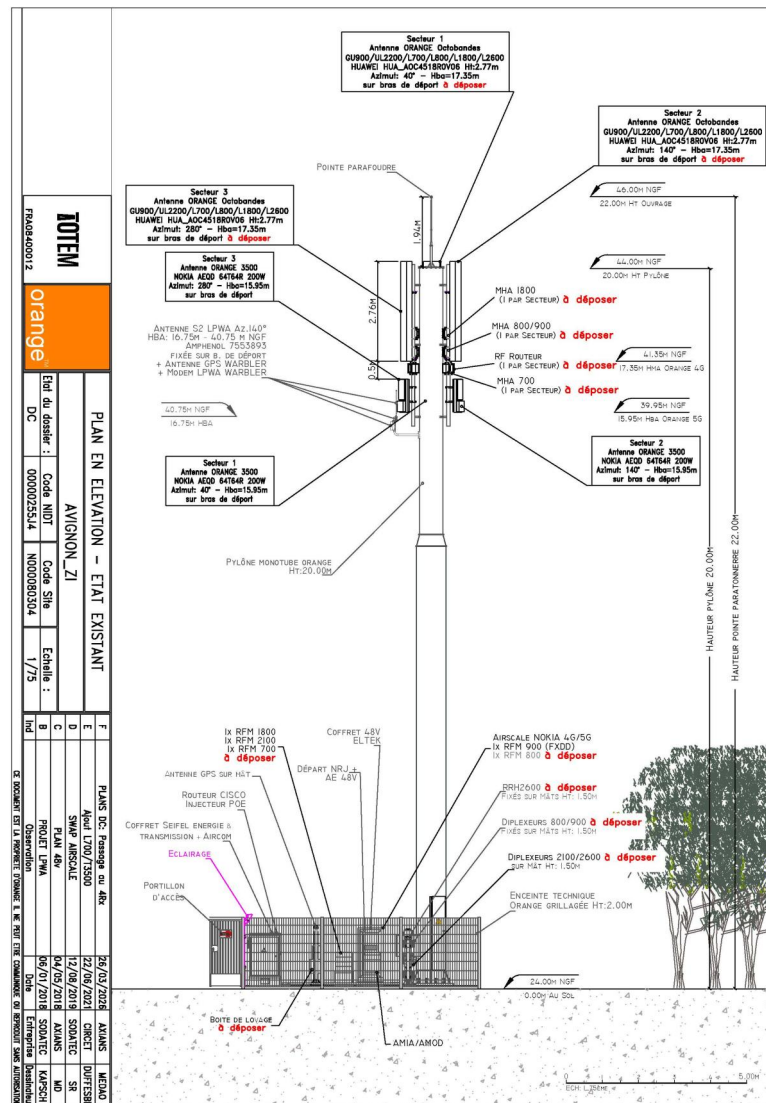 Secteur 1
Antenne ORANGE Octobandes
GU900/UL2200/L700/L800/L1800/L2600
HUAWEI HUA_AOC4518R0V06 Ht:2.77m
Azimut: 40° - Hba=17.35m
sur bras de départ à déposer
Secteur 2
Antenne ORANGE Octobandes
GU900/UL2200/L700/L800/L1800/L2600
HUAWEI HUA_AOC4518R0V06 Ht:2.77m
Azimut: 140° - Hba=17.35m
sur bras de départ à déposer
POINTE PARAFOUDRE
Secteur 3
Antenne ORANGE Octobandes
GU900/UL2200/L700/L800/L1800/L2600
HUAWEI HUA_AOC4518R0V06 Ht:2.77m
Azimut: 280° - Hba=17.35m
sur bras de départ à déposer
46.00M NGF
22.00M HT OUVRAGE
1.94M
Secteur 3
Antenne ORANGE 3500
NOKIA AEQD 64T64R 200W
Azimut: 280° - Hba=15.95m
sur bras de départ
44.00M NGF
20.00M HT PYLÔNE
2.76M
MHA 1800
(1 PAR SECTEUR) à déposer
MHA 800/900
(1 PAR SECTEUR) à déposer
RF ROUTEUR
(1 PAR SECTEUR) à déposer
MHA 700
(1 PAR SECTEUR) à déposer
ANTENNE S2 LPWA AZ.140°
HBA: 16.75M - 40.75 M NGF
AMPHENOL 7553893
FIXÉE SUR B. DE DÉPORT
+ ANTENNE GPS WARBLER
+ MODEM LPWA WARBLER
0.5M
41.35M NGF
17.35M HMA ORANGE 4G
40.75M NGF
16.75M HBA
39.95M NGF
15.95M HBA ORANGE 5G
Secteur 1
Antenne ORANGE 3500
NOKIA AEQD 64T64R 200W
Azimut: 40° - Hba=15.95m
sur bras de départ
Secteur 2
Antenne ORANGE 3500
NOKIA AEQD 64T64R 200W
Azimut: 140° - Hba=15.95m
sur bras de départ
PYLÔNE MONOTUBE ORANGE
HT:20.00M
HAUTEUR PYLÔNE 20.00M
HAUTEUR POINTE PARATONNERRE 22.00M
1x RFM 1800
1x RFM 2100
1x RFM 700
à déposer
COFFRET 48V
ELTEK
AIRSCALE NOKIA 4G/5G
1x RFM 900 (FXDD)
1x RFM 800 à déposer
ANTENNE GPS SUR MÂT
DÉPART NRJ +
AE 48V
RRH2600 à déposer
FIXÉS SUR MÂTS HT: 1.50M
ROUTEUR CISCO
INJECTEUR POE
DIPLEXEURS 800/900 à déposer
FIXÉS SUR MÂTS HT: 1.50M
COFFRET SEIFEL ENERGIE &
TRANSMISSION + AIRCOM
DIPLEXEURS 2100/2600 à déposer
SUR MÂT HT: 1.50M
ECLAIRAGE
PORTILLON
D'ACCÈS
ENCEINTE TECHNIQUE
ORANGE GRILLAGÉE HT:2.00M
24.00M NGF
0.00M AU SOL
BOITE DE LOVAGE
à déposer
AMIA/AMOD
5.00M
TOTEM
FRA08400012
orange
PLAN EN ELEVATION - ETAT EXISTANT
AVIGNON_ZI
Etat du dossier :
DC
Code NIDT
00000255J4
Code Site
N000080304
Echelle :
1/75
F PLANS DC: Passage au 4Rx 26/03/2026 AXIANS MEDAO
E Ajout L700/T3500 22/06/2021 CIRCET DUFFESB
D SWAP AIRSCALE 12/08/2019 SODATEC SR
C PLAN 48v 04/05/2018 AXIANS MD
B PROJET LPWA 06/01/2018 SODATEC KAPSCH
Ind Observation Date Entreprise Dessinateur
CE DOCUMENT EST LA PROPRIETE D'ORANGE IL NE PEUT ETRE COMMUNIQUE OU REPRODUIT SANS AUTORISATION